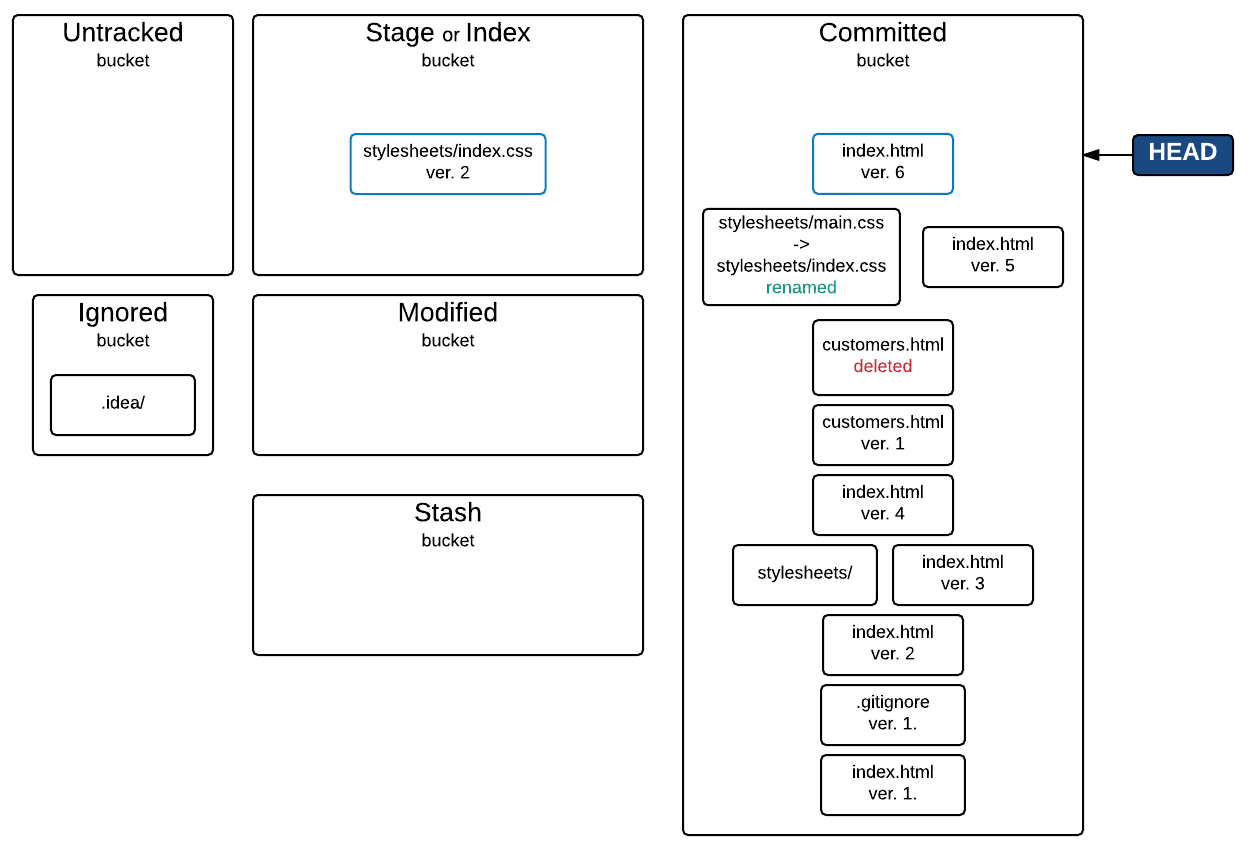 Untracked
bucket
Stage or Index
bucket
stylesheets/index.css
ver. 2
Committed
bucket
index.html
ver. 6
HEAD
stylesheets/main.css
->
stylesheets/index.css
renamed
index.html
ver. 5
Ignored
bucket
.idea/
Modified
bucket
customers.html
deleted
customers.html
ver. 1
index.html
ver. 4
Stash
bucket
stylesheets/
index.html
ver. 3
index.html
ver. 2
.gitignore
ver. 1.
index.html
ver. 1.